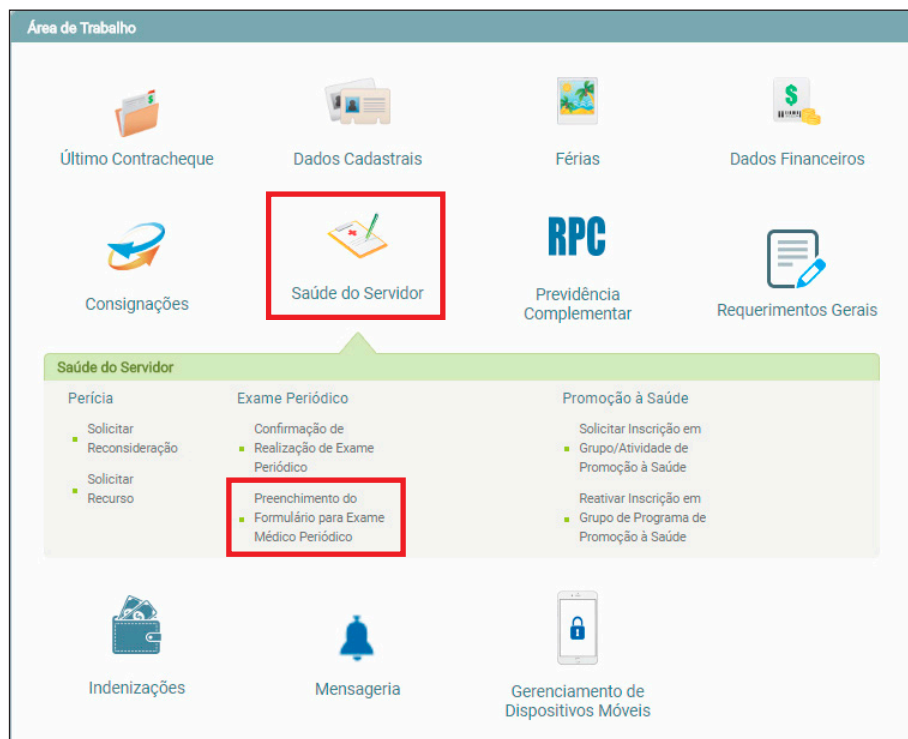 Área de Trabalho
Último Contracheque
Dados Cadastrais
Férias
Dados Financeiros
Consignações
Saúde do Servidor
RPC
Previdência
Complementar
Requerimentos Gerais
Saúde do Servidor
Perícia
Solicitar
Reconsideração
Solicitar
Recurso
Exame Periódico
Confirmação de
Realização de Exame
Periódico
Preenchimento do
Formulário para Exame
Médico Periódico
Promoção à Saúde
Solicitar Inscrição em
Grupo/Atividade de
Promoção à Saúde
Reativar Inscrição em
Grupo de Programa de
Promoção à Saúde
Indenizações
Mensageria
Gerenciamento de
Dispositivos Móveis